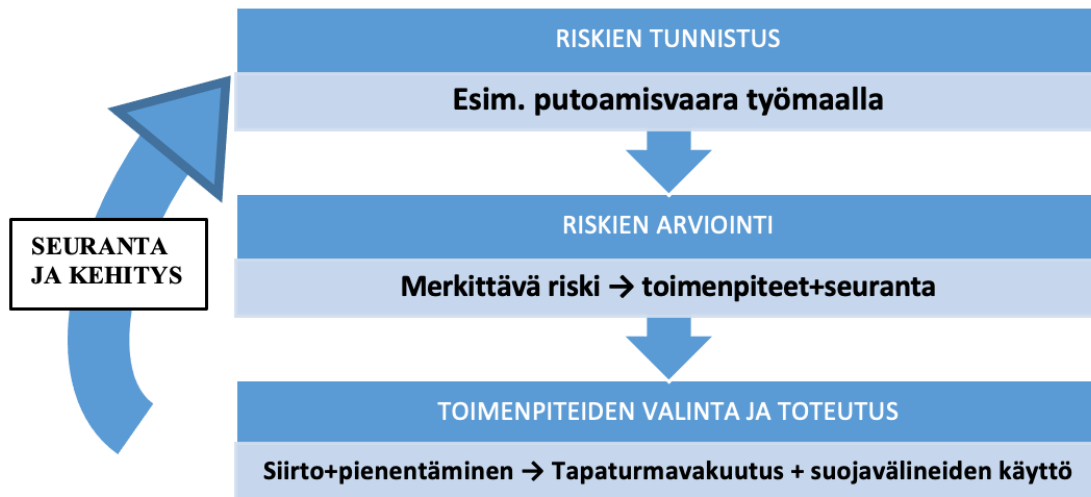 RISKIEN TUNNISTUS
Esim. putoamisvaara työmaalla
RISKIEN ARVIOINTI
Merkittävä riski → toimenpiteet+seuranta
TOIMENPITEIDEN VALINTA JA TOTEUTUS
Siirto+pienentäminen → Tapaturmavakuutus + suojavälineiden käyttö
SEURANTA
JA KEHITYS